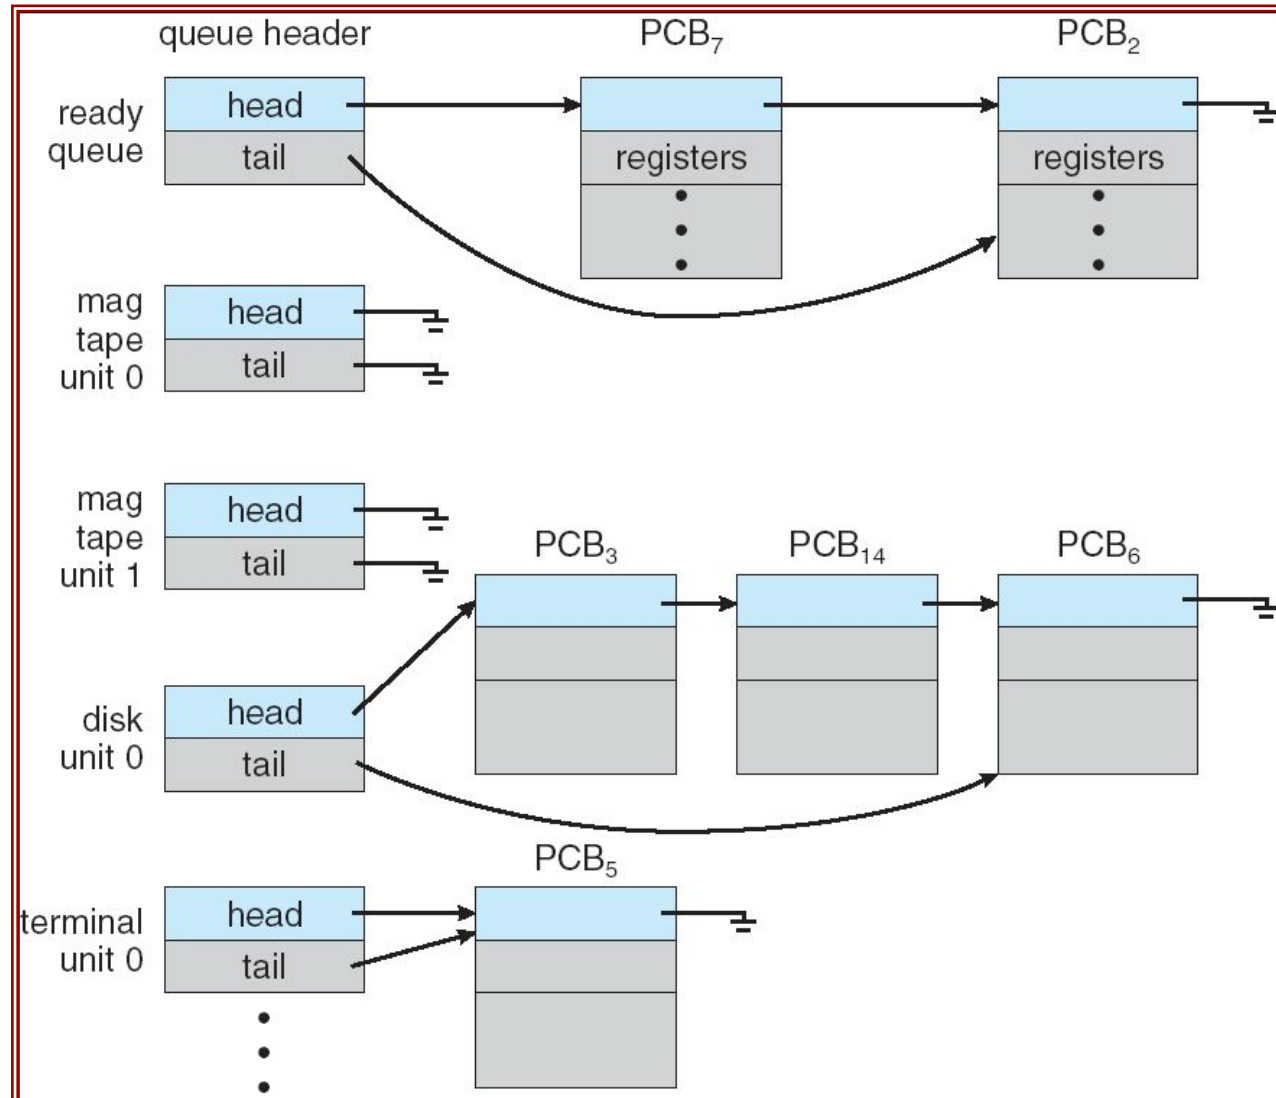 queue header
PCB₇
PCB₂
ready
queue
head
tail
registers
registers
mag
tape
unit 0
head
tail
mag
tape
unit 1
head
tail
PCB₃
PCB₁₄
PCB₆
disk
unit 0
head
tail
PCB₅
terminal
unit 0
head
tail